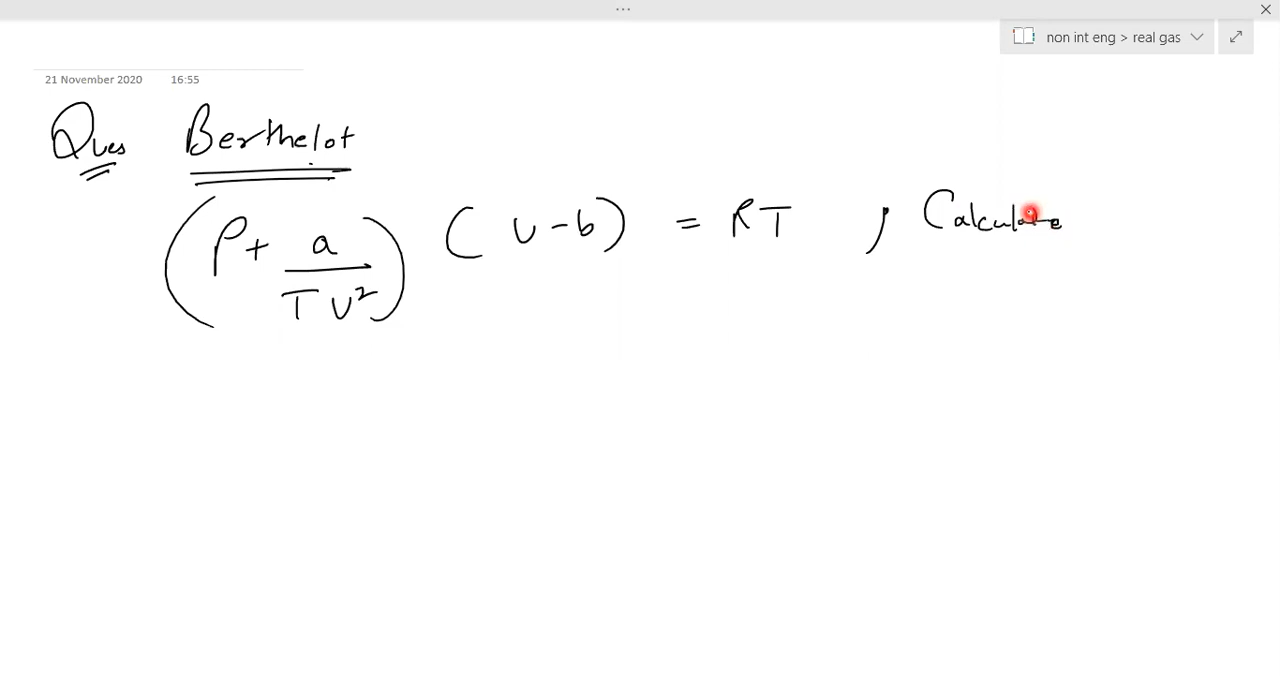 non int eng > real gas
21 November 2020 16:55
Ques Berthelot
(P + a/TV²) (V - b) = RT , Calculate